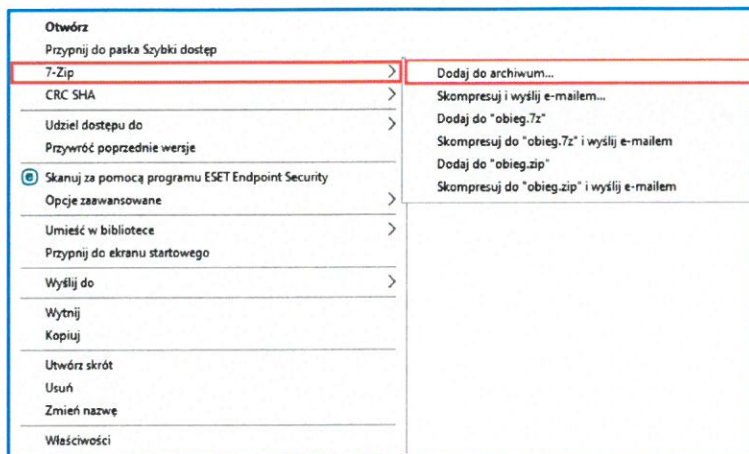 Otwórz
Przypnij do paska Szybki dostęp
7-Zip
CRC SHA
Udziel dostępu do
Przywróć poprzednie wersje
Skanuj za pomocą programu ESET Endpoint Security
Opcje zaawansowane
Umieść w bibliotece
Przypnij do ekranu startowego
Wyślij do
Wytnij
Kopiuj
Utwórz skrót
Usuń
Zmień nazwę
Właściwości
Dodaj do archiwum...
Skompresuj i wyślij e-mailem...
Dodaj do "obieg.7z"
Skompresuj do "obieg.7z" i wyślij e-mailem
Dodaj do "obieg.zip"
Skompresuj do "obieg.zip" i wyślij e-mailem